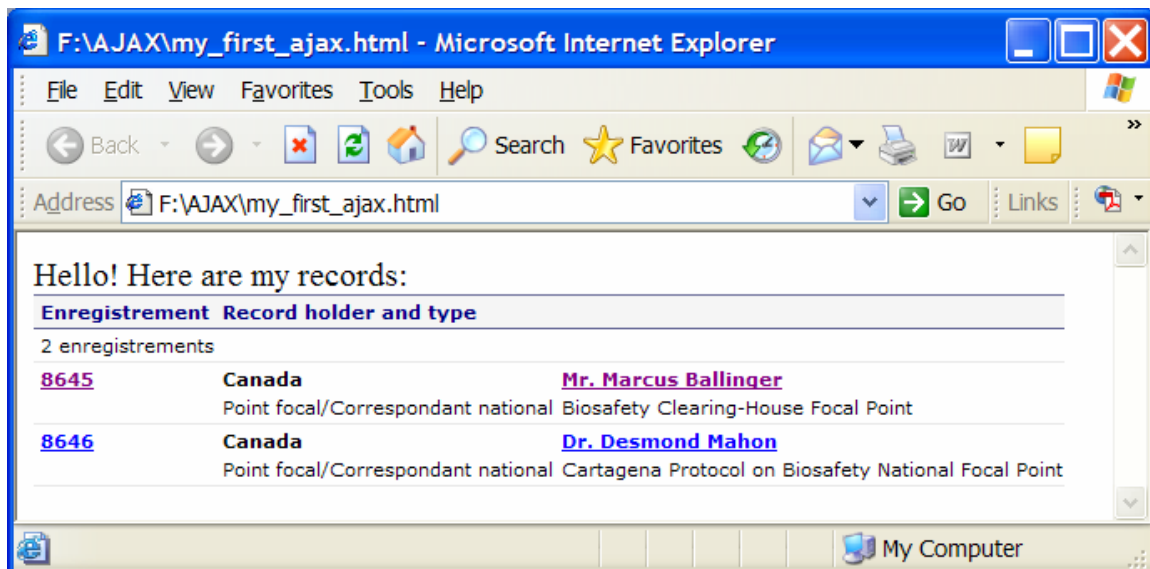 F:\AJAX\my_first_ajax.html - Microsoft Internet Explorer
File Edit View Favorites Tools Help
Back Search Favorites »
Address F:\AJAX\my_first_ajax.html Go Links
Hello! Here are my records:
Enregistrement Record holder and type
2 enregistrements
8645 Canada Mr. Marcus Ballinger
Point focal/Correspondant national Biosafety Clearing-House Focal Point
8646 Canada Dr. Desmond Mahon
Point focal/Correspondant national Cartagena Protocol on Biosafety National Focal Point
My Computer